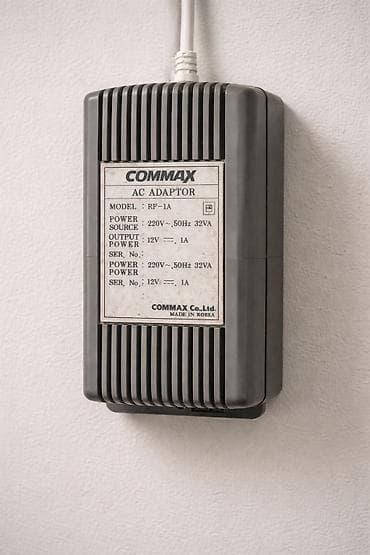 COMMAX
AC ADAPTOR
MODEL : RF-1A
POWER SOURCE : 220V~, 50Hz 32VA
OUTPUT POWER : 12V ⎓, 1A
SER. No. :
POWER POWER : 220V~, 50Hz 32VA
SER. No. : 12V ⎓, 1A
COMMAX Co.,Ltd.
MADE IN KOREA